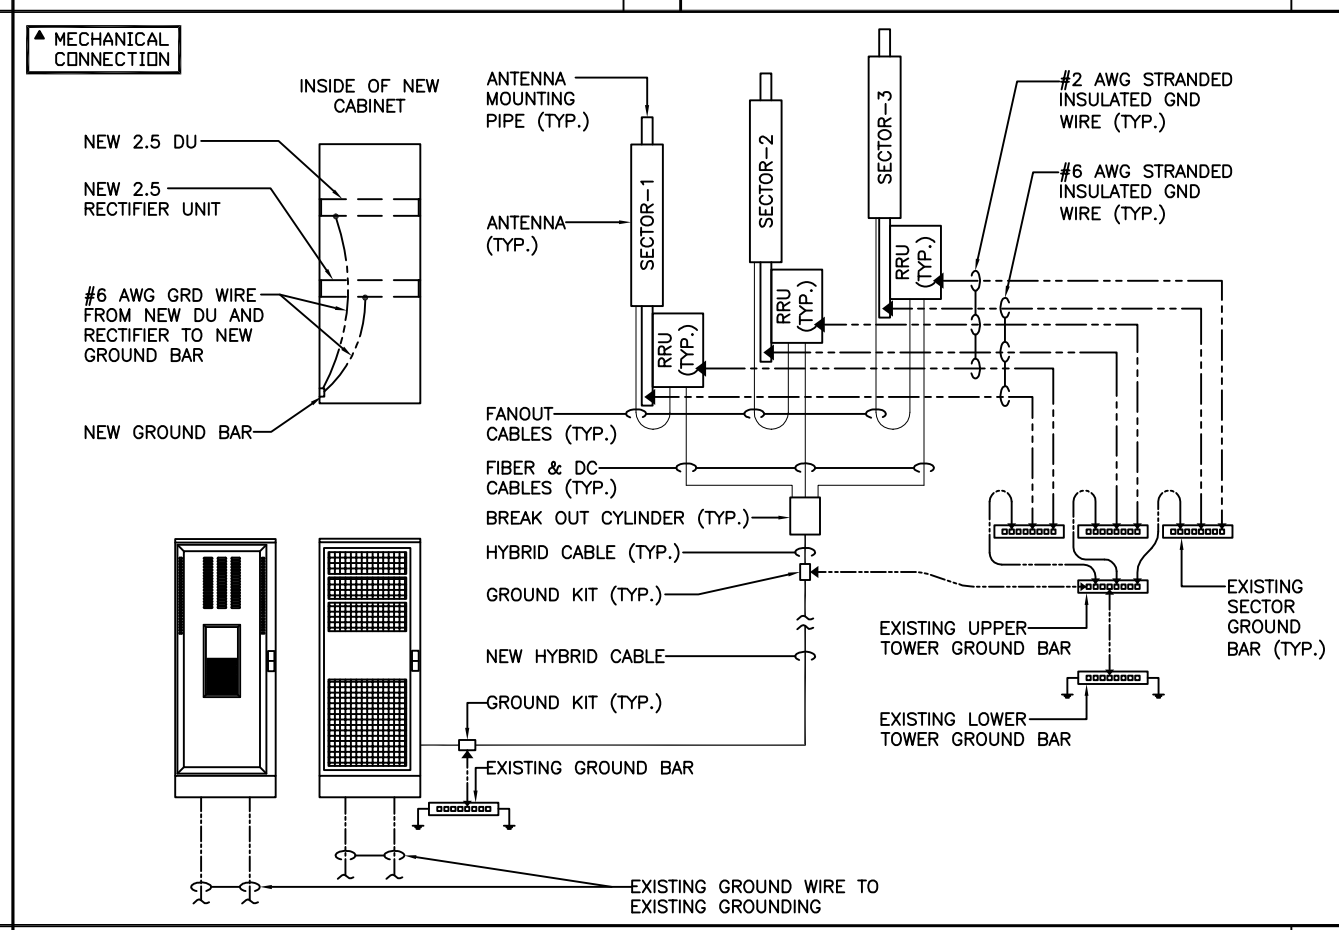 ▲ MECHANICAL
CONNECTION
INSIDE OF NEW
CABINET
NEW 2.5 DU
NEW 2.5
RECTIFIER UNIT
#6 AWG GRD WIRE
FROM NEW DU AND
RECTIFIER TO NEW
GROUND BAR
NEW GROUND BAR
ANTENNA
MOUNTING
PIPE (TYP.)
ANTENNA
(TYP.)
SECTOR-1
SECTOR-2
SECTOR-3
RRU
(TYP.)
RRU
(TYP.)
RRU
(TYP.)
#2 AWG STRANDED
INSULATED GND
WIRE (TYP.)
#6 AWG STRANDED
INSULATED GND
WIRE (TYP.)
FANOUT
CABLES (TYP.)
FIBER & DC
CABLES (TYP.)
BREAK OUT CYLINDER (TYP.)
HYBRID CABLE (TYP.)
GROUND KIT (TYP.)
NEW HYBRID CABLE
GROUND KIT (TYP.)
EXISTING GROUND BAR
EXISTING UPPER
TOWER GROUND BAR
EXISTING LOWER
TOWER GROUND BAR
EXISTING
SECTOR
GROUND
BAR (TYP.)
EXISTING GROUND WIRE TO
EXISTING GROUNDING